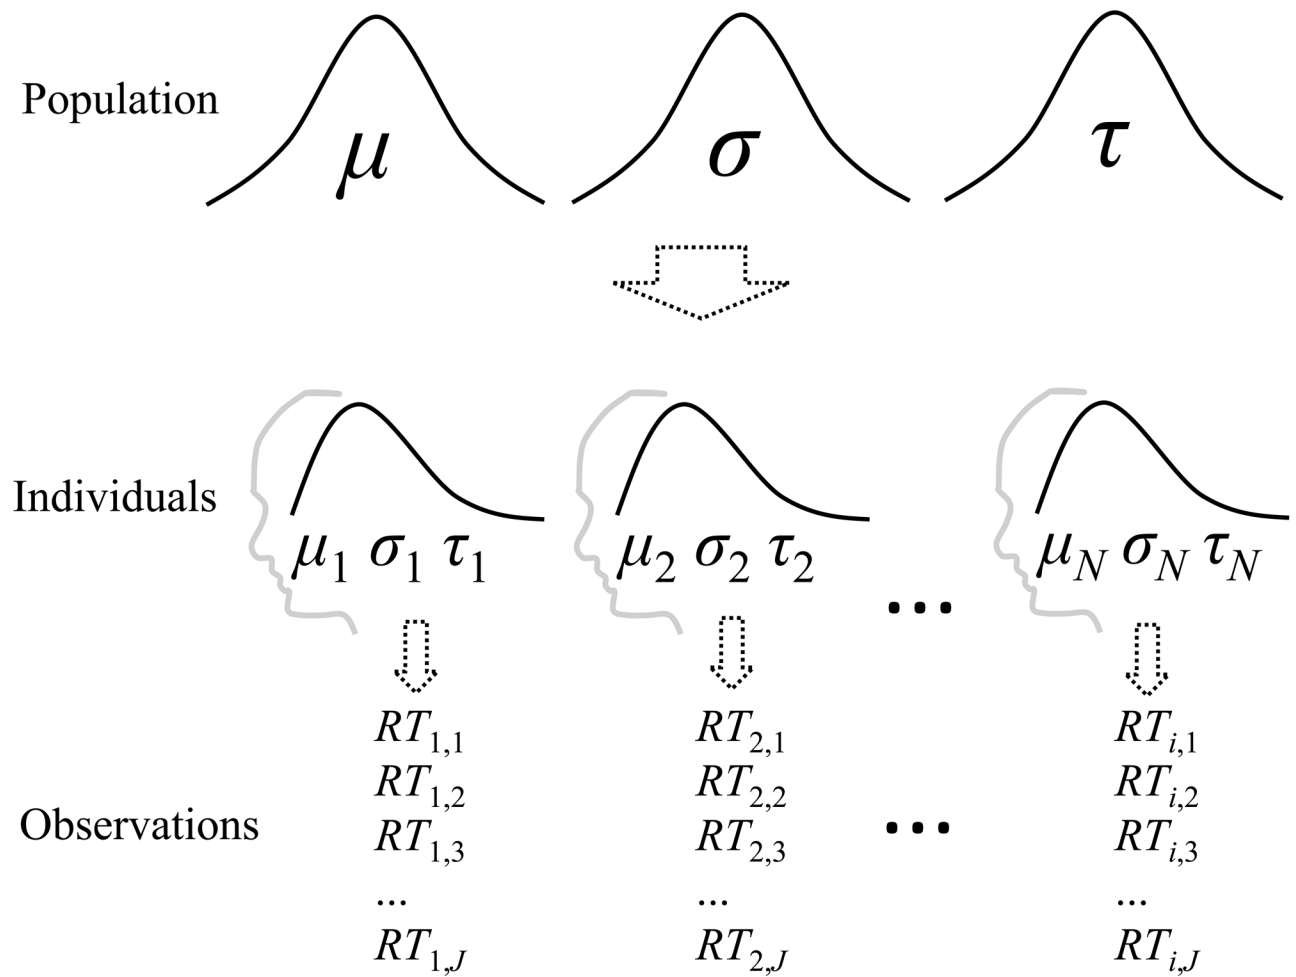 Population
μ σ τ
Individuals
μ1 σ1 τ1 μ2 σ2 τ2 ... μN σN τN
RT1,1 RT2,1 RTi,1
RT1,2 RT2,2 RTi,2
Observations ...
RT1,3 RT2,3 RTi,3
... ... ...
RT1,J RT2,J RTi,J